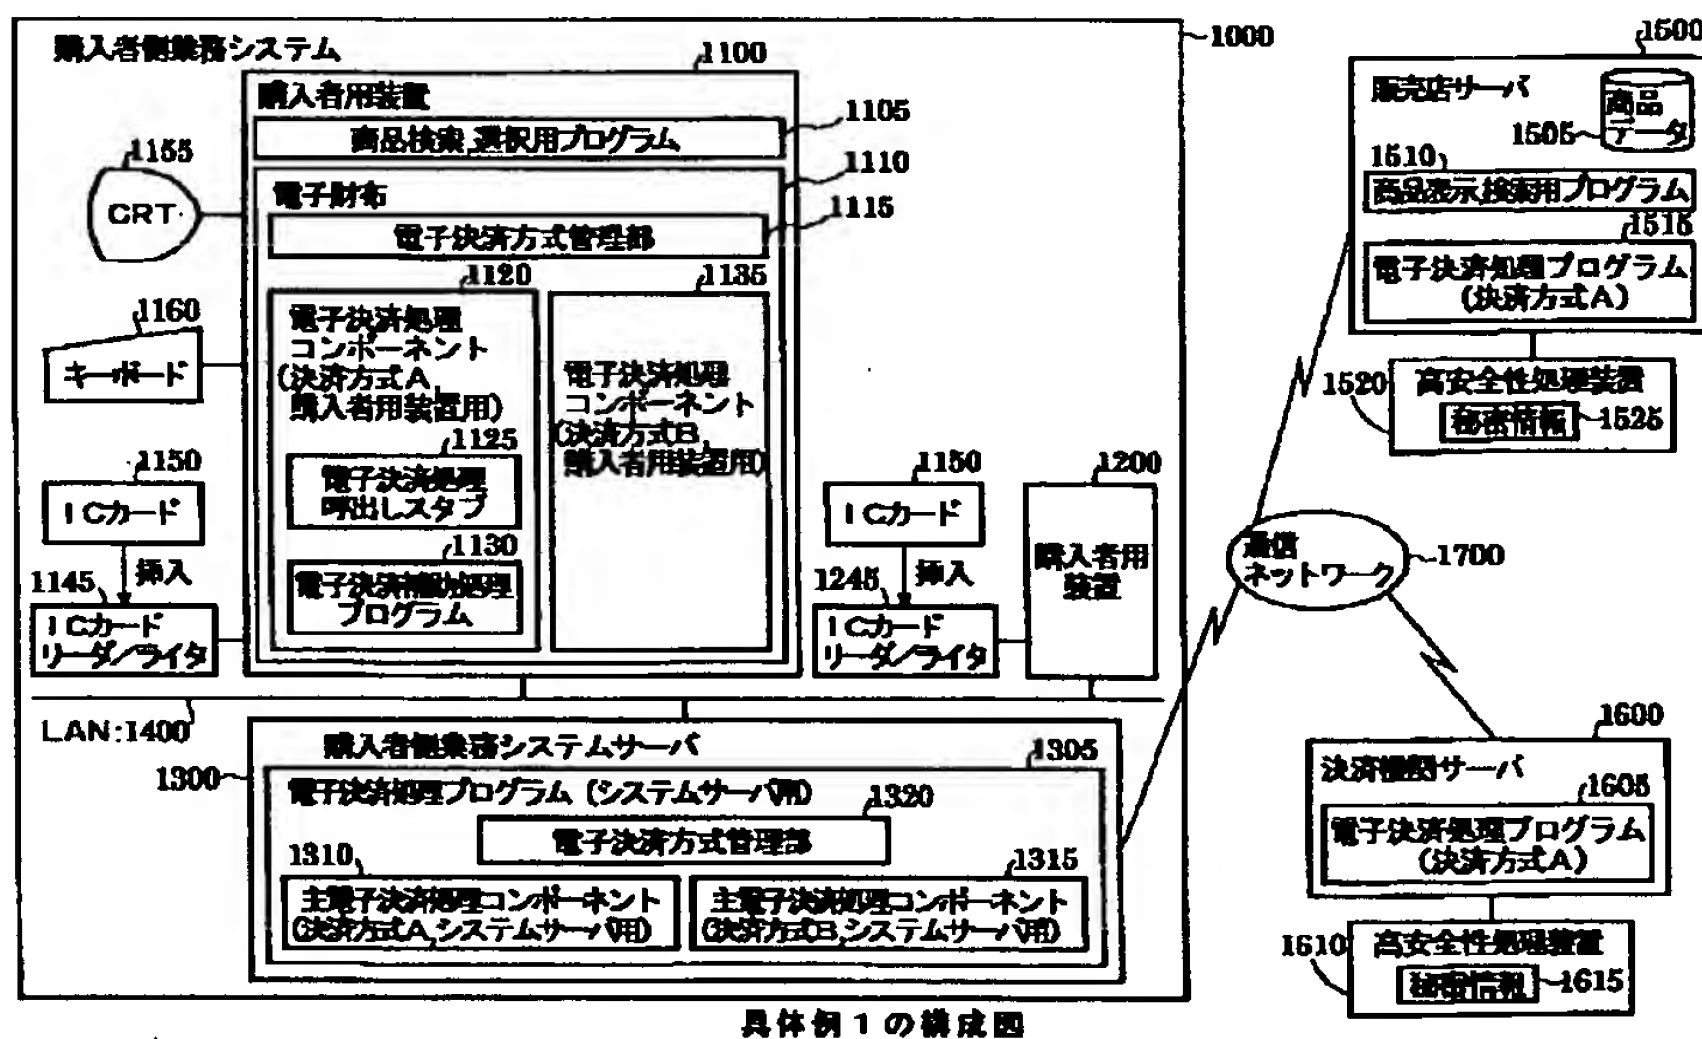 購入者側業務システム
1000
1100
購入者用装置
1105
商品検索,選択用プログラム
1110
電子財布
1115
電子決済方式管理部
1155
CRT
1120
電子決済処理
コンポーネント
(決済方式A,
購入者用装置用)
1125
電子決済処理
呼出しスタブ
1130
電子決済補助処理
プログラム
1135
電子決済処理
コンポーネント
(決済方式B,
購入者用装置用)
1160
キーボード
1150
ICカード
挿入
1145
ICカード
リーダ/ライタ
1150
ICカード
挿入
1245
ICカード
リーダ/ライタ
1200
購入者用
装置
LAN:1400
購入者側業務システムサーバ
1300
1305
電子決済処理プログラム(システムサーバ用)
1320
電子決済方式管理部
1310
主電子決済処理コンポーネント
(決済方式A,システムサーバ用)
1315
主電子決済処理コンポーネント
(決済方式B,システムサーバ用)
1500
販売店サーバ
商品
データ
1505
1510
商品表示,検索用プログラム
1515
電子決済処理プログラム
(決済方式A)
1520
高安全性処理装置
秘密情報
1525
通信
ネットワーク
1700
1600
決済機関サーバ
1605
電子決済処理プログラム
(決済方式A)
1610
高安全性処理装置
秘密情報
1615
具体例1の構成図